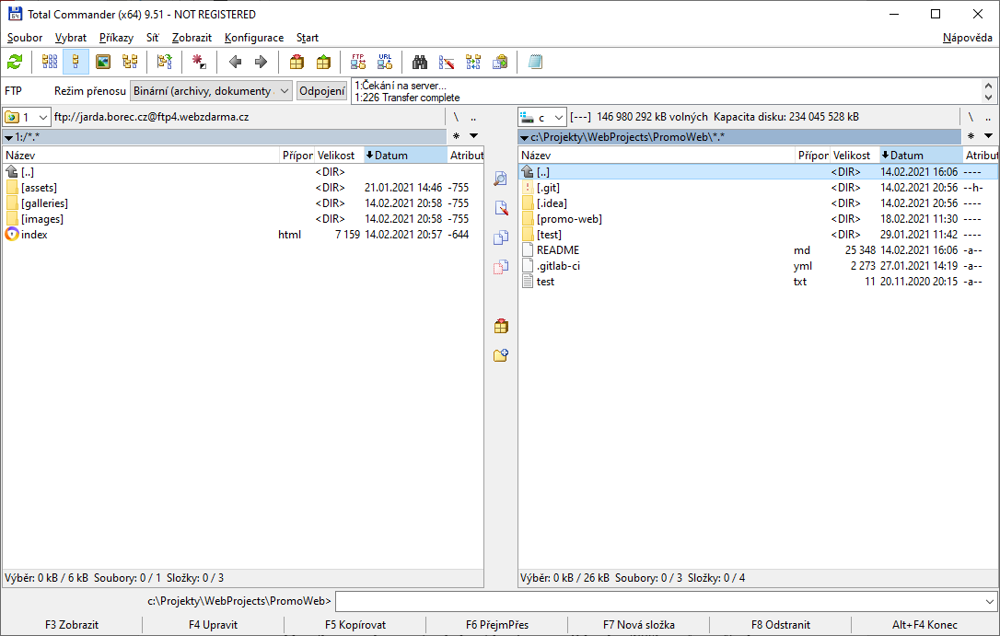 Total Commander (x64) 9.51 - NOT REGISTERED
Soubor Vybrat Příkazy Síť Zobrazit Konfigurace Start Nápověda
FTP URL
FTP Režim přenosu Binární (archivy, dokumenty Odpojení
1:Čekání na server...
1:226 Transfer complete
1 ftp://jarda.borec.cz@ftp4.webzdarma.cz \ ..
1:/*.* * 
Název Přípor Velikost Datum Atribut
[..] <DIR>
[assets] <DIR> 21.01.2021 14:46 -755
[galleries] <DIR> 14.02.2021 20:58 -755
[images] <DIR> 14.02.2021 20:58 -755
index html 7 159 14.02.2021 20:57 -644
Výběr: 0 kB / 6 kB Soubory: 0 / 1 Složky: 0 / 3
c [---] 146 980 292 kB volných Kapacita disku: 234 045 528 kB \ ..
c:\Projekty\WebProjects\PromoWeb\*.* *
Název Přípor Velikost Datum Atribut
[..] <DIR> 14.02.2021 16:06 ----
[.git] <DIR> 14.02.2021 20:56 --h-
[.idea] <DIR> 14.02.2021 20:56 ----
[promo-web] <DIR> 18.02.2021 11:30 ----
[test] <DIR> 29.01.2021 11:42 ----
README md 25 348 14.02.2021 16:06 -a--
.gitlab-ci yml 2 273 27.01.2021 14:19 -a--
test txt 11 20.11.2020 20:15 -a--
Výběr: 0 kB / 26 kB Soubory: 0 / 3 Složky: 0 / 4
c:\Projekty\WebProjects\PromoWeb>
F3 Zobrazit F4 Upravit F5 Kopírovat F6 PřejmPřes F7 Nová složka F8 Odstranit Alt+F4 Konec